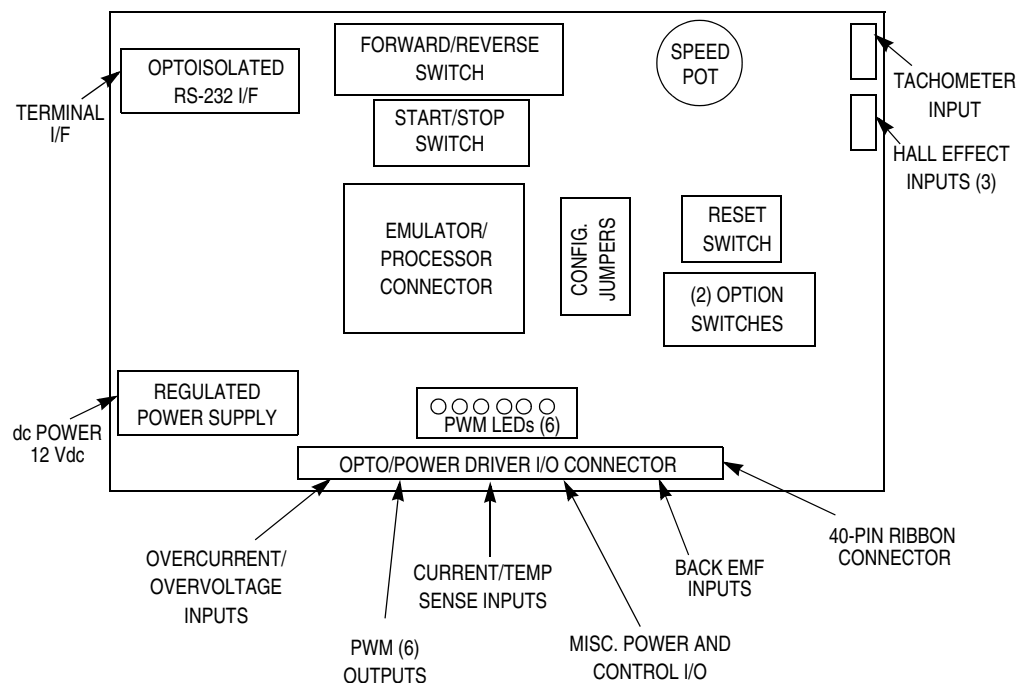 FORWARD/REVERSE
SWITCH
SPEED
POT
OPTOISOLATED
RS-232 I/F
TERMINAL
I/F
TACHOMETER
INPUT
START/STOP
SWITCH
HALL EFFECT
INPUTS (3)
EMULATOR/
PROCESSOR
CONNECTOR
CONFIG.
JUMPERS
RESET
SWITCH
(2) OPTION
SWITCHES
REGULATED
POWER SUPPLY
dc POWER
12 Vdc
PWM LEDs (6)
OPTO/POWER DRIVER I/O CONNECTOR
OVERCURRENT/
OVERVOLTAGE
INPUTS
PWM (6)
OUTPUTS
CURRENT/TEMP
SENSE INPUTS
MISC. POWER AND
CONTROL I/O
BACK EMF
INPUTS
40-PIN RIBBON
CONNECTOR